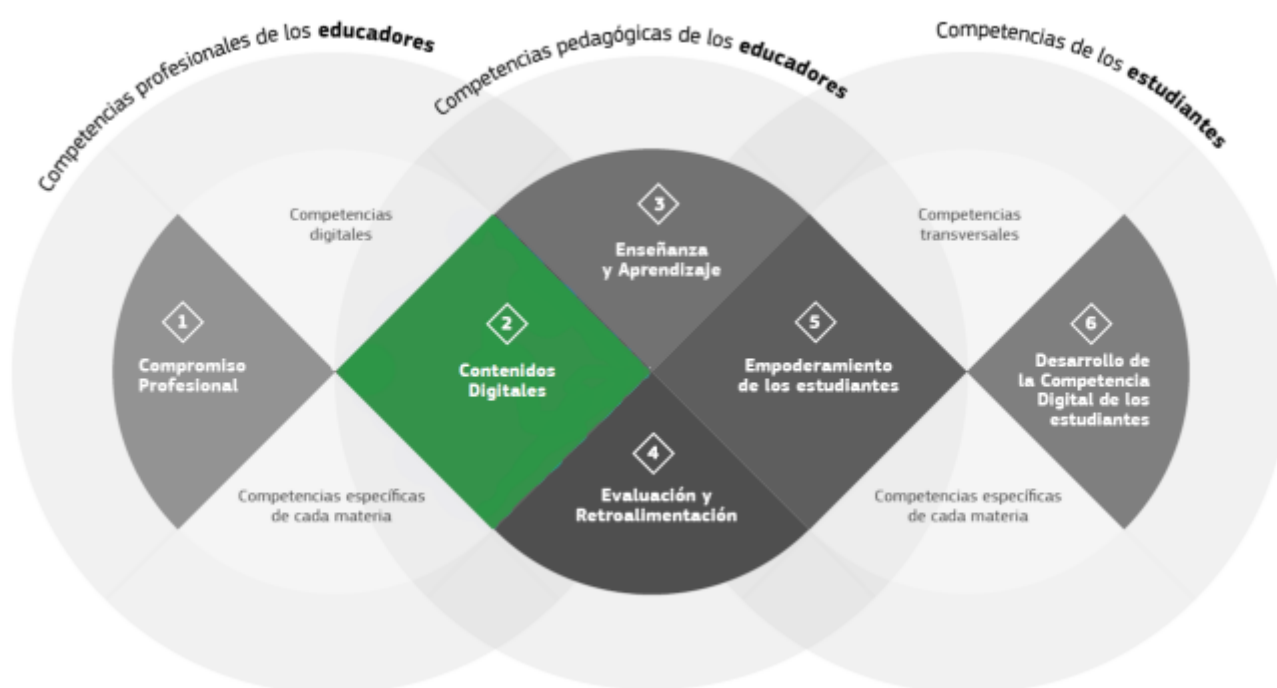 Competencias profesionales de los educadores
Competencias pedagógicas de los educadores
Competencias de los estudiantes
Competencias
digitales
Competencias
transversales
3
Enseñanza
y Aprendizaje
1
Compromiso
Profesional
2
Contenidos
Digitales
5
Empoderamiento
de los estudiantes
6
Desarrollo de
la Competencia
Digital de los
estudiantes
4
Evaluación y
Retroalimentación
Competencias específicas
de cada materia
Competencias específicas
de cada materia